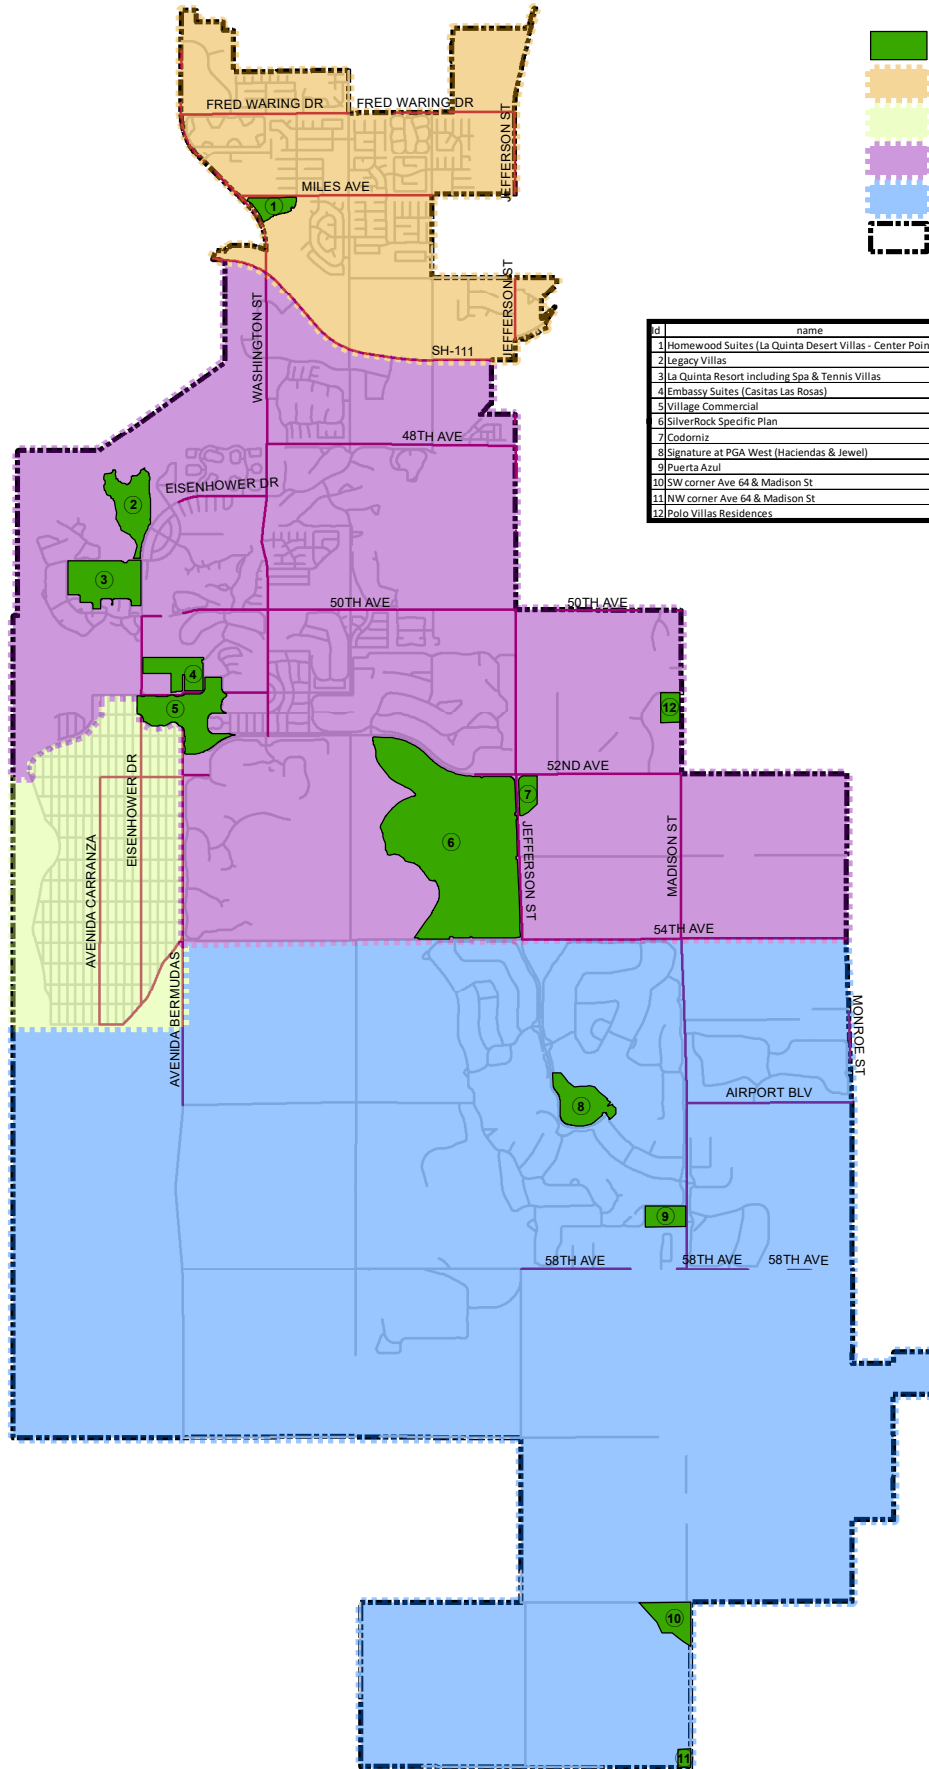 FRED WARING DR
FRED WARING DR
JEFFERSON ST
MILES AVE
1
JEFFERSON ST
WASHINGTON ST
SH-111
Id name
1 Homewood Suites (La Quinta Desert Villas - Center Poin
2 Legacy Villas
3 La Quinta Resort including Spa & Tennis Villas
4 Embassy Suites (Casitas Las Rosas)
5 Village Commercial
6 SilverRock Specific Plan
7 Codorniz
8 Signature at PGA West (Haciendas & Jewel)
9 Puerta Azul
10 SW corner Ave 64 & Madison St
11 NW corner Ave 64 & Madison St
12 Polo Villas Residences
48TH AVE
EISENHOWER DR
2
3
50TH AVE
50TH AVE
4
5
12
52ND AVE
7
EISENHOWER DR
AVENIDA CARRANZA
6
JEFFERSON ST
MADISON ST
54TH AVE
AVENIDA BERMUDAS
MONROE ST
AIRPORT BLV
8
9
58TH AVE
58TH AVE
58TH AVE
10
11